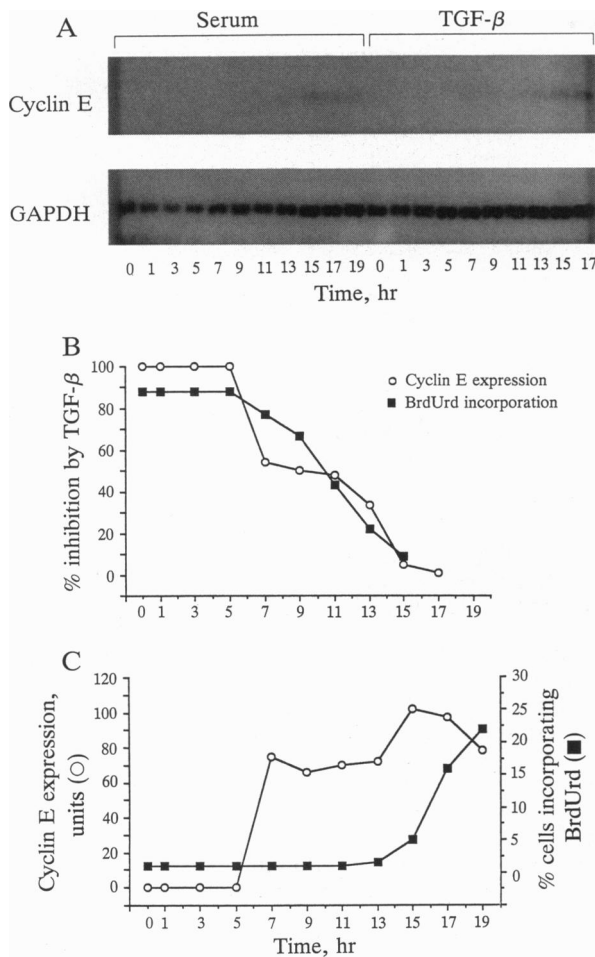 A
Serum TGF-β
Cyclin E
GAPDH
0 1 3 5 7 9 11 13 15 17 19 0 1 3 5 7 9 11 13 15 17
Time, hr
B
% inhibition by TGF-β
100
80
60
40
20
0
○ Cyclin E expression
■ BrdUrd incorporation
0 1 3 5 7 9 11 13 15 17 19
C
Cyclin E expression,
units (○)
120
100
80
60
40
20
0
30
25
20
15
10
5
0
% cells incorporating
BrdUrd (■)
0 1 3 5 7 9 11 13 15 17 19
Time, hr